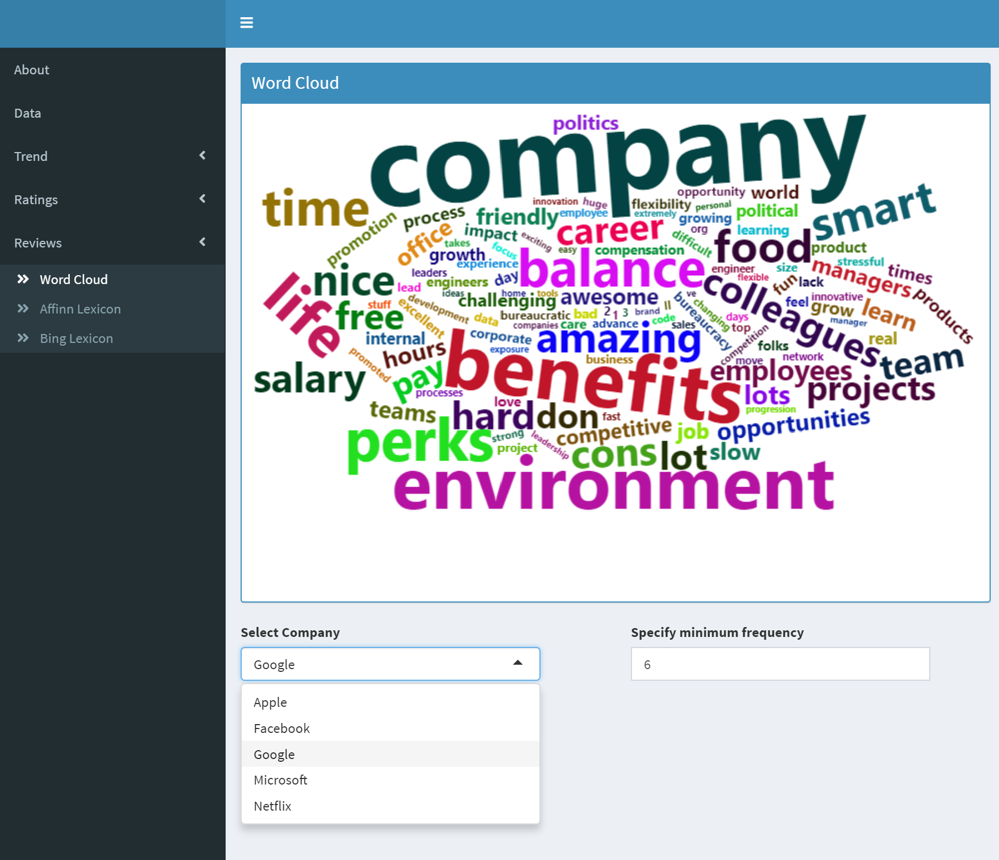 About
Data
Trend
Ratings
Reviews
Word Cloud
Affinn Lexicon
Bing Lexicon
Word Cloud
politics
company
time
opportunity
world
smart
innovation
huge
flexibility
personal
process
friendly
employee
extremely
growing
political
promotion
office
impact
career
org
learning
takes
exciting
difficult
food
product
growth
focus
easy
compensation
experience
balance
stressful
nice
leaders
day
engineer
size
managers
times
life
lead
engineers
flexible
fun
lack
colleagues
ideas
home
tools
awesome
ve
innovative
products
stuff
development
challenging
ll
bureaucracy
changing
feel
grow
learn
free
excellent
data
bureaucratic
bad
2
1
3
brand
days
manager
companies
care
advance
code
sales
top
internal
corporate
amazing
competition
real
promoted
hours
exposure
folks
business
move
network
team
salary
pay
benefits
employees
processes
projects
love
lots
teams
hard
don
fast
progression
perks
strong
leadership
competitive
job
opportunities
project
cons
lot
slow
environment
Select Company
Specify minimum frequency
Google
6
Apple
Facebook
Google
Microsoft
Netflix